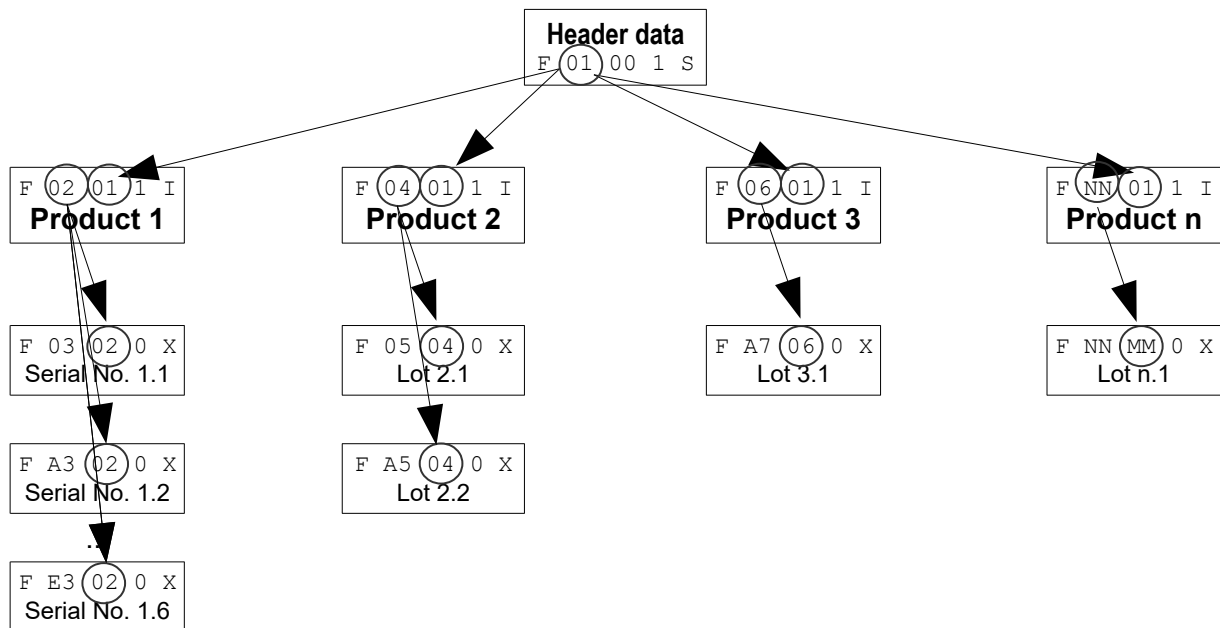 Header data
F 01 00 1 S
F 02 01 1 I
Product 1
F 04 01 1 I
Product 2
F 06 01 1 I
Product 3
F NN 01 1 I
Product n
F 03 02 0 X
Serial No. 1.1
F 05 04 0 X
Lot 2.1
F A7 06 0 X
Lot 3.1
F NN MM 0 X
Lot n.1
F A3 02 0 X
Serial No. 1.2
F A5 04 0 X
Lot 2.2
...
F E3 02 0 X
Serial No. 1.6